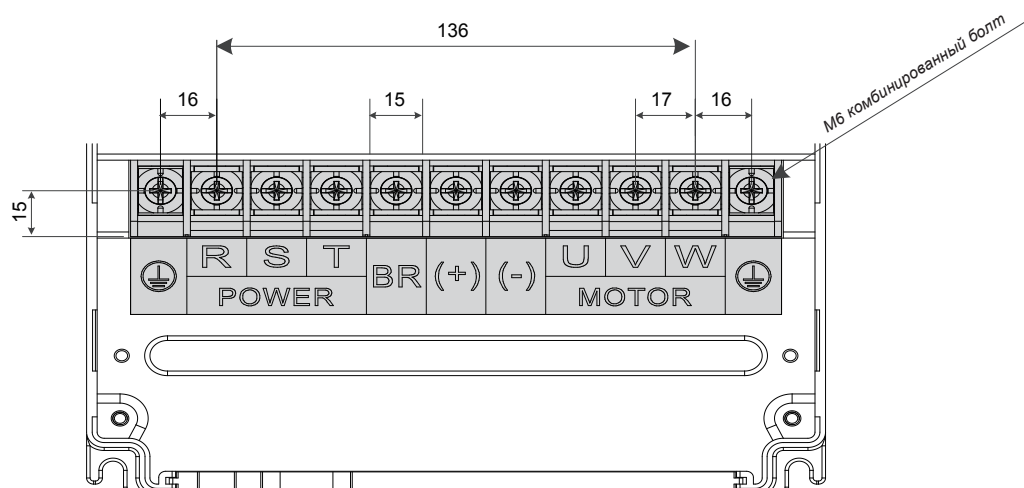 136
16
15
17
16
М6 комбинированный болт
15
R S T
BR (+) (-)
U V W
POWER
MOTOR